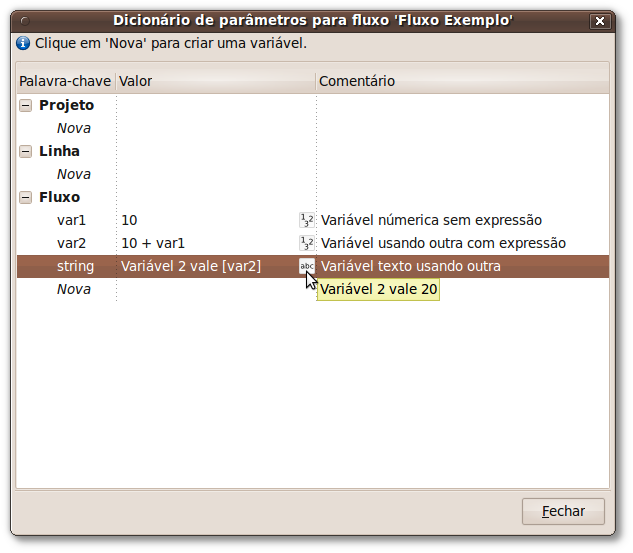 Dicionário de parâmetros para fluxo 'Fluxo Exemplo'
Clique em 'Nova' para criar uma variável.
Palavra-chave Valor Comentário
Projeto
Nova
Linha
Nova
Fluxo
var1 10 123 Variável númerica sem expressão
var2 10 + var1 123 Variável usando outra com expressão
string Variável 2 vale [var2] abc Variável texto usando outra
Nova Variável 2 vale 20
Fechar